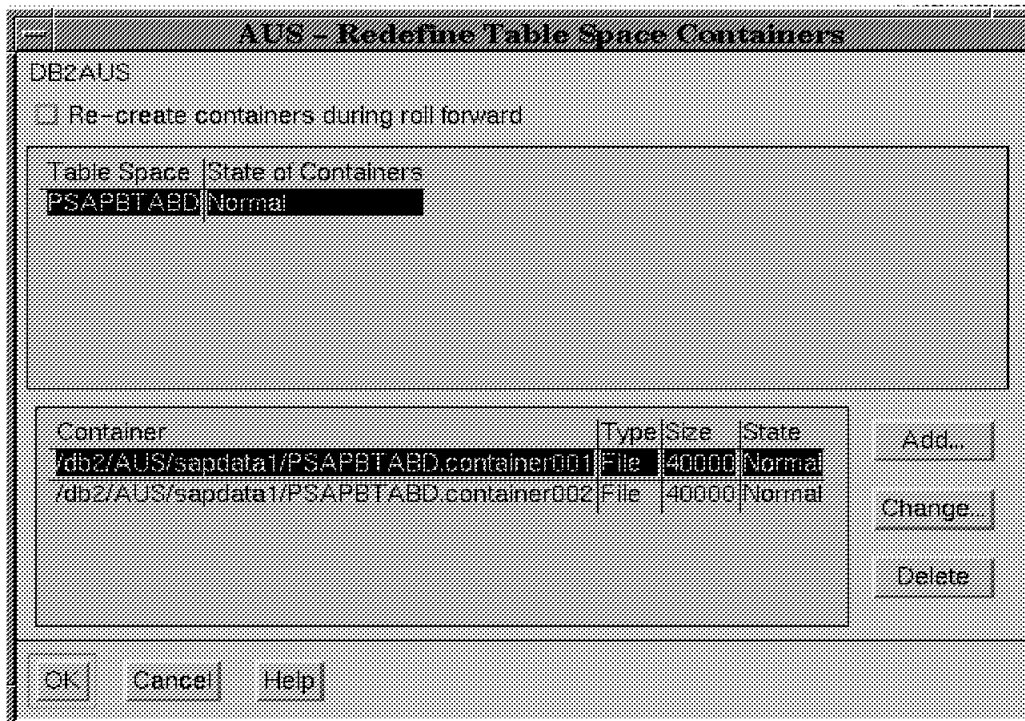 AUS - Redefine Table Space Containers
DB2AUS
Re-create containers during roll forward
Table Space State of Containers
PSAPBTABD Normal
Container Type Size State
/db2/AUS/sapdata1/PSAPBTABD.container001 File 40000 Normal
/db2/AUS/sapdata1/PSAPBTABD.container002 File 40000 Normal
Add...
Change...
Delete
OK Cancel Help